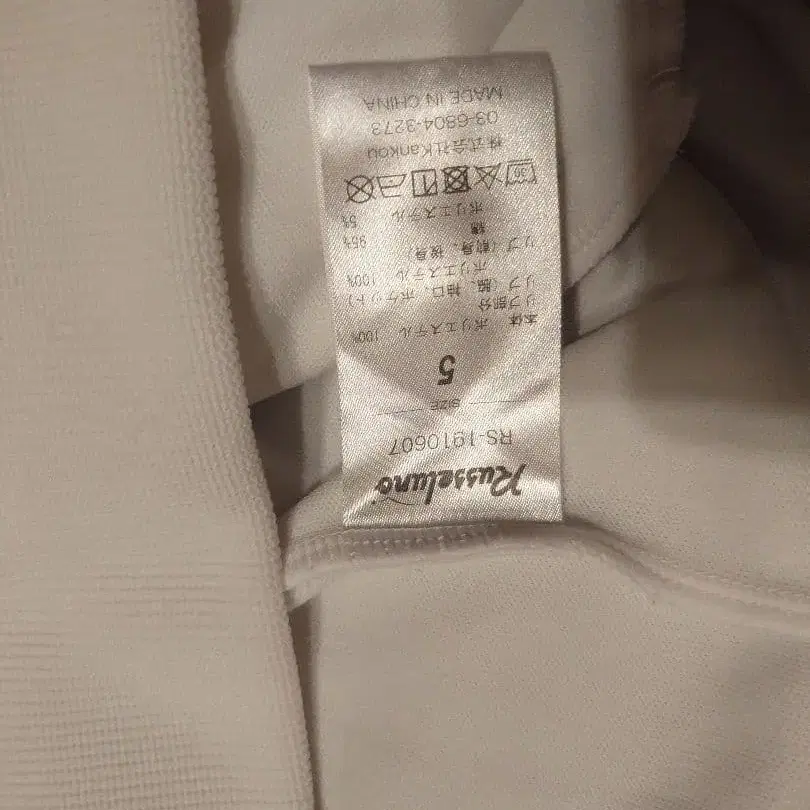 Russeluno
RS-1910607
SIZE
5
本体 ポリエステル 100%
リブ部分
リブ (脇、袖口、ポケット)
ポリエステル 100%
リブ (前身、後身)
綿 95%
ポリエステル 5%
30
株式会社Kankou
03-6804-3273
MADE IN CHINA